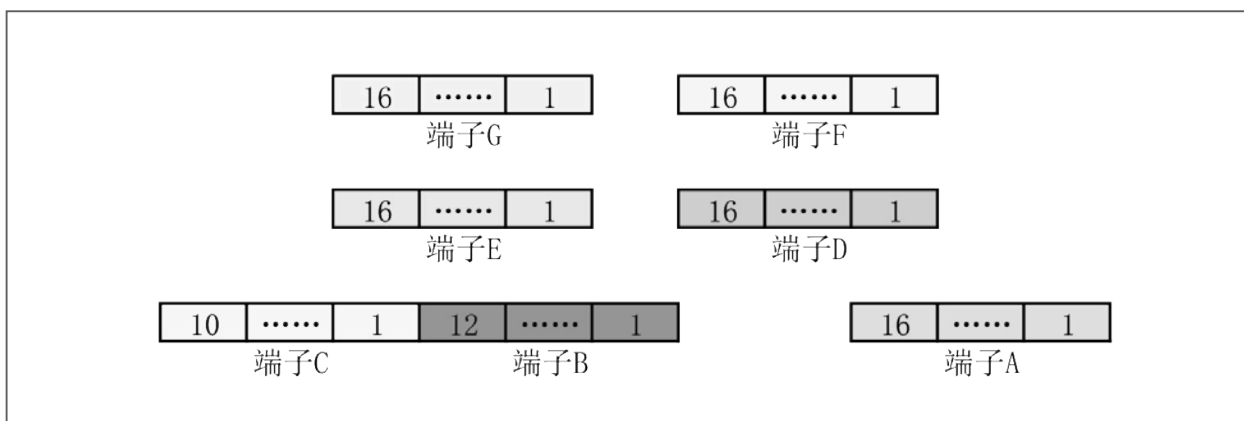 16 …… 1 16 …… 1
端子G 端子F
16 …… 1 16 …… 1
端子E 端子D
10 …… 1 12 …… 1 16 …… 1
端子C 端子B 端子A